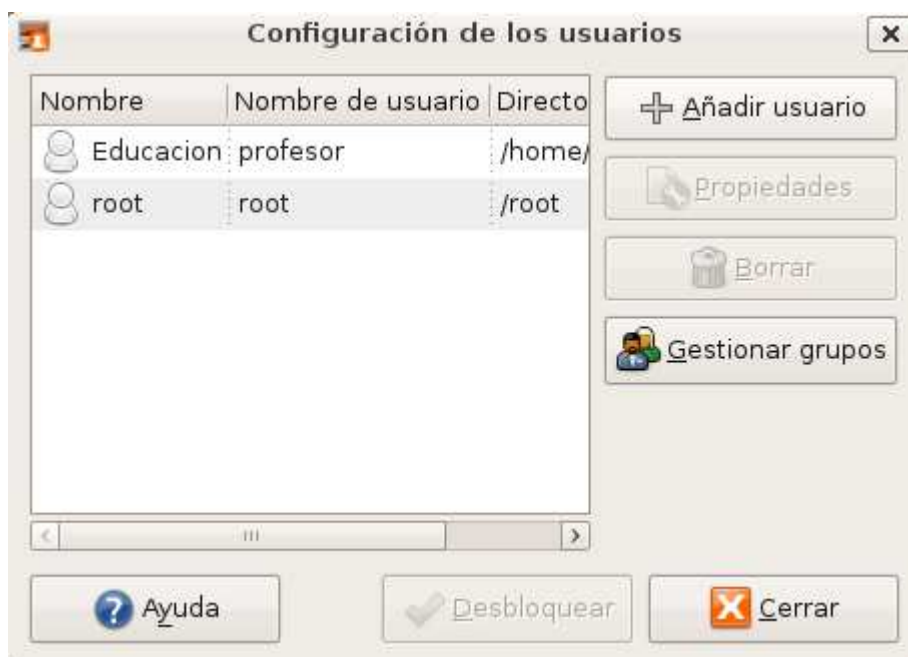 Configuración de los usuarios
Nombre Nombre de usuario Directo
Educacion profesor /home/
root root /root
Añadir usuario
Propiedades
Borrar
Gestionar grupos
Ayuda Desbloquear Cerrar